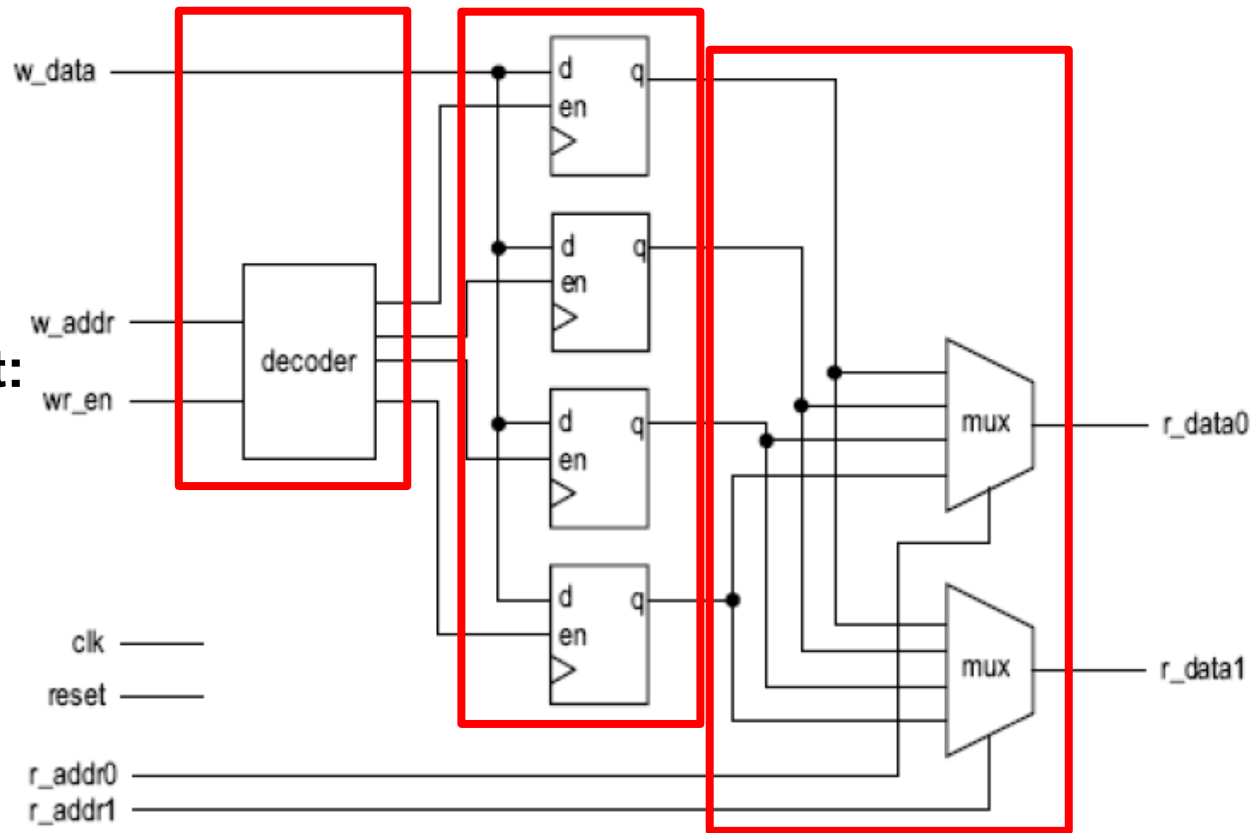 w_data
d
q
en
d
q
en
w_addr
decoder
t:
wr_en
d
q
en
mux
r_data0
d
q
en
clk
mux
r_data1
reset
r_addr0
r_addr1